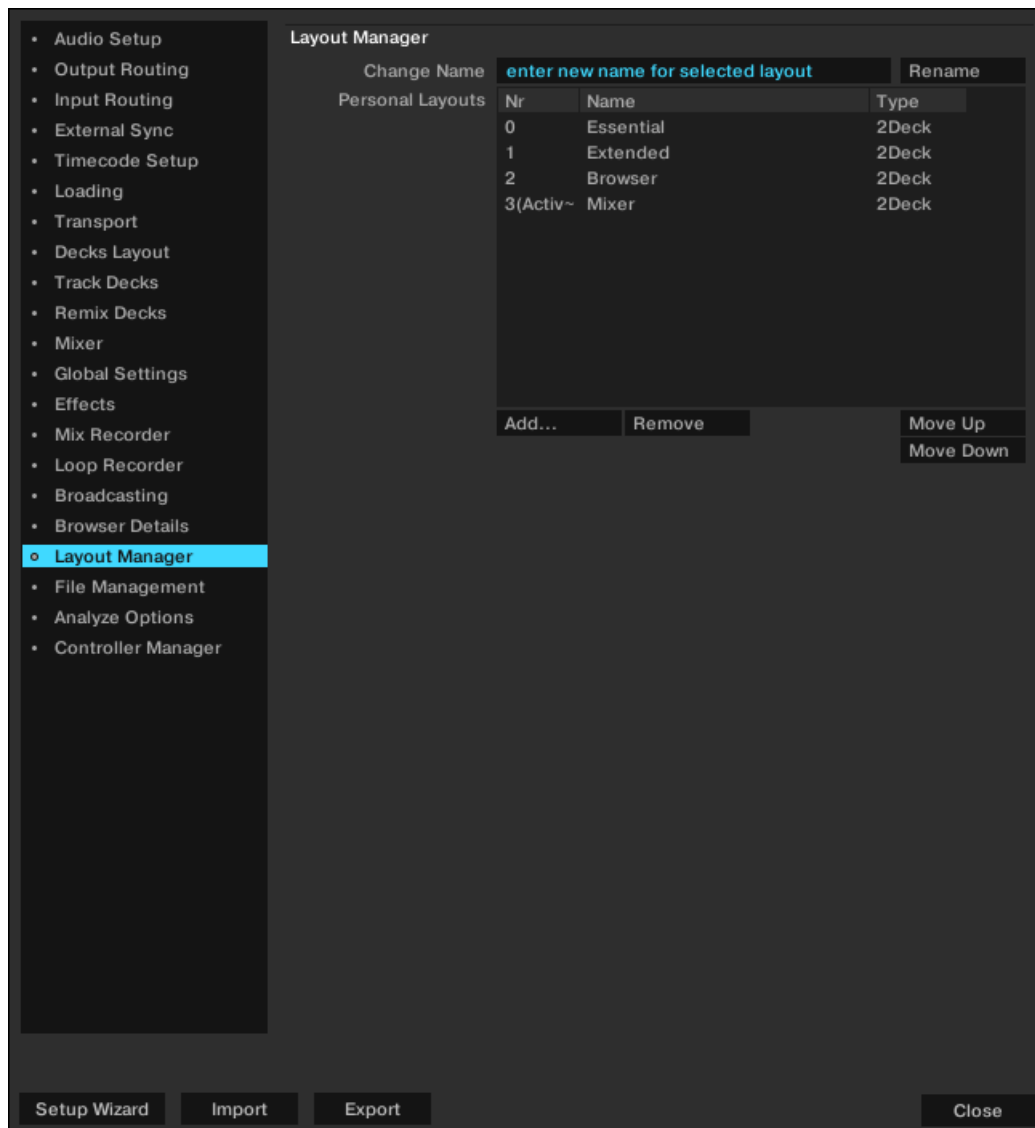 Audio Setup
Output Routing
Input Routing
External Sync
Timecode Setup
Loading
Transport
Decks Layout
Track Decks
Remix Decks
Mixer
Global Settings
Effects
Mix Recorder
Loop Recorder
Broadcasting
Browser Details
Layout Manager
File Management
Analyze Options
Controller Manager
Layout Manager
Change Name enter new name for selected layout Rename
Personal Layouts Nr Name Type
0 Essential 2Deck
1 Extended 2Deck
2 Browser 2Deck
3(Activ~ Mixer 2Deck
Add... Remove Move Up
Move Down
Setup Wizard Import Export Close